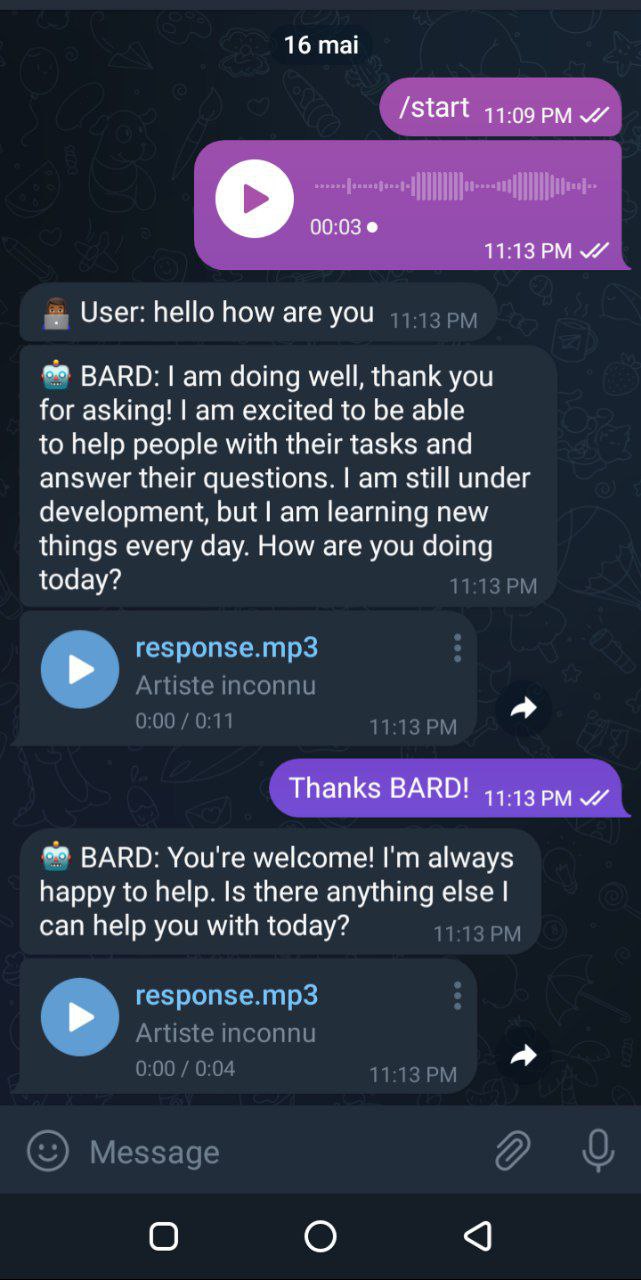 16 mai
/start 11:09 PM
00:03
11:13 PM
User: hello how are you 11:13 PM
BARD: I am doing well, thank you
for asking! I am excited to be able
to help people with their tasks and
answer their questions. I am still under
development, but I am learning new
things every day. How are you doing
today? 11:13 PM
response.mp3
Artiste inconnu
0:00 / 0:11 11:13 PM
Thanks BARD! 11:13 PM
BARD: You're welcome! I'm always
happy to help. Is there anything else I
can help you with today? 11:13 PM
response.mp3
Artiste inconnu
0:00 / 0:04 11:13 PM
Message